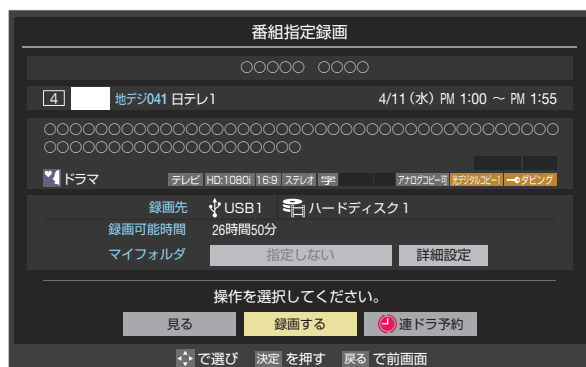 番組指定録画
○○○○○ ○○○○
4 地デジ041 日テレ1 4/11(水) PM 1:00 ～ PM 1:55
○○○○○○○○○○○○○○○○○○○○○○○○○○○○○○○○○○○○○○○○
○○○○○○○○○○○○○○○○○○○○
ドラマ テレビ HD:1080i 16:9 ステレオ 字 アナログコピー可 光デジタルコピー1 ダビング
録画先 USB1 ハードディスク1
録画可能時間 26時間50分
マイフォルダ 指定しない 詳細設定
操作を選択してください。
見る 録画する 連ドラ予約
で選び 決定 を押す 戻る で前画面